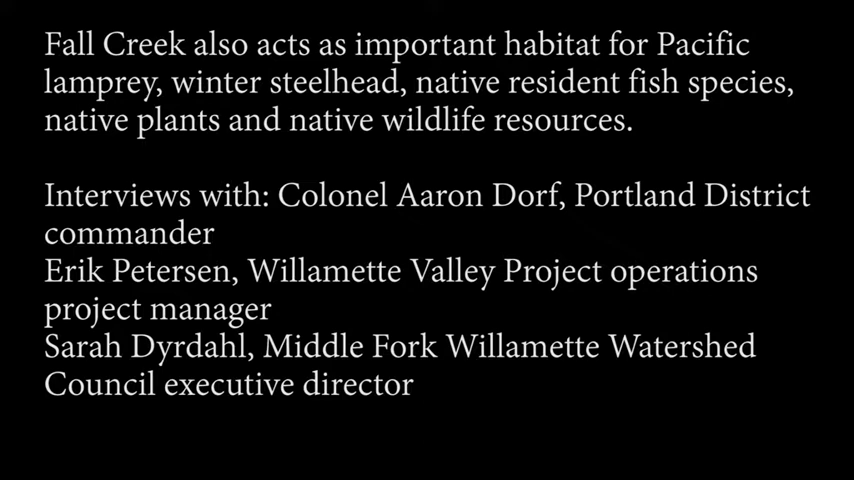 Fall Creek also acts as important habitat for Pacific
lamprey, winter steelhead, native resident fish species,
native plants and native wildlife resources.
Interviews with: Colonel Aaron Dorf, Portland District
commander
Erik Petersen, Willamette Valley Project operations
project manager
Sarah Dyrdahl, Middle Fork Willamette Watershed
Council executive director